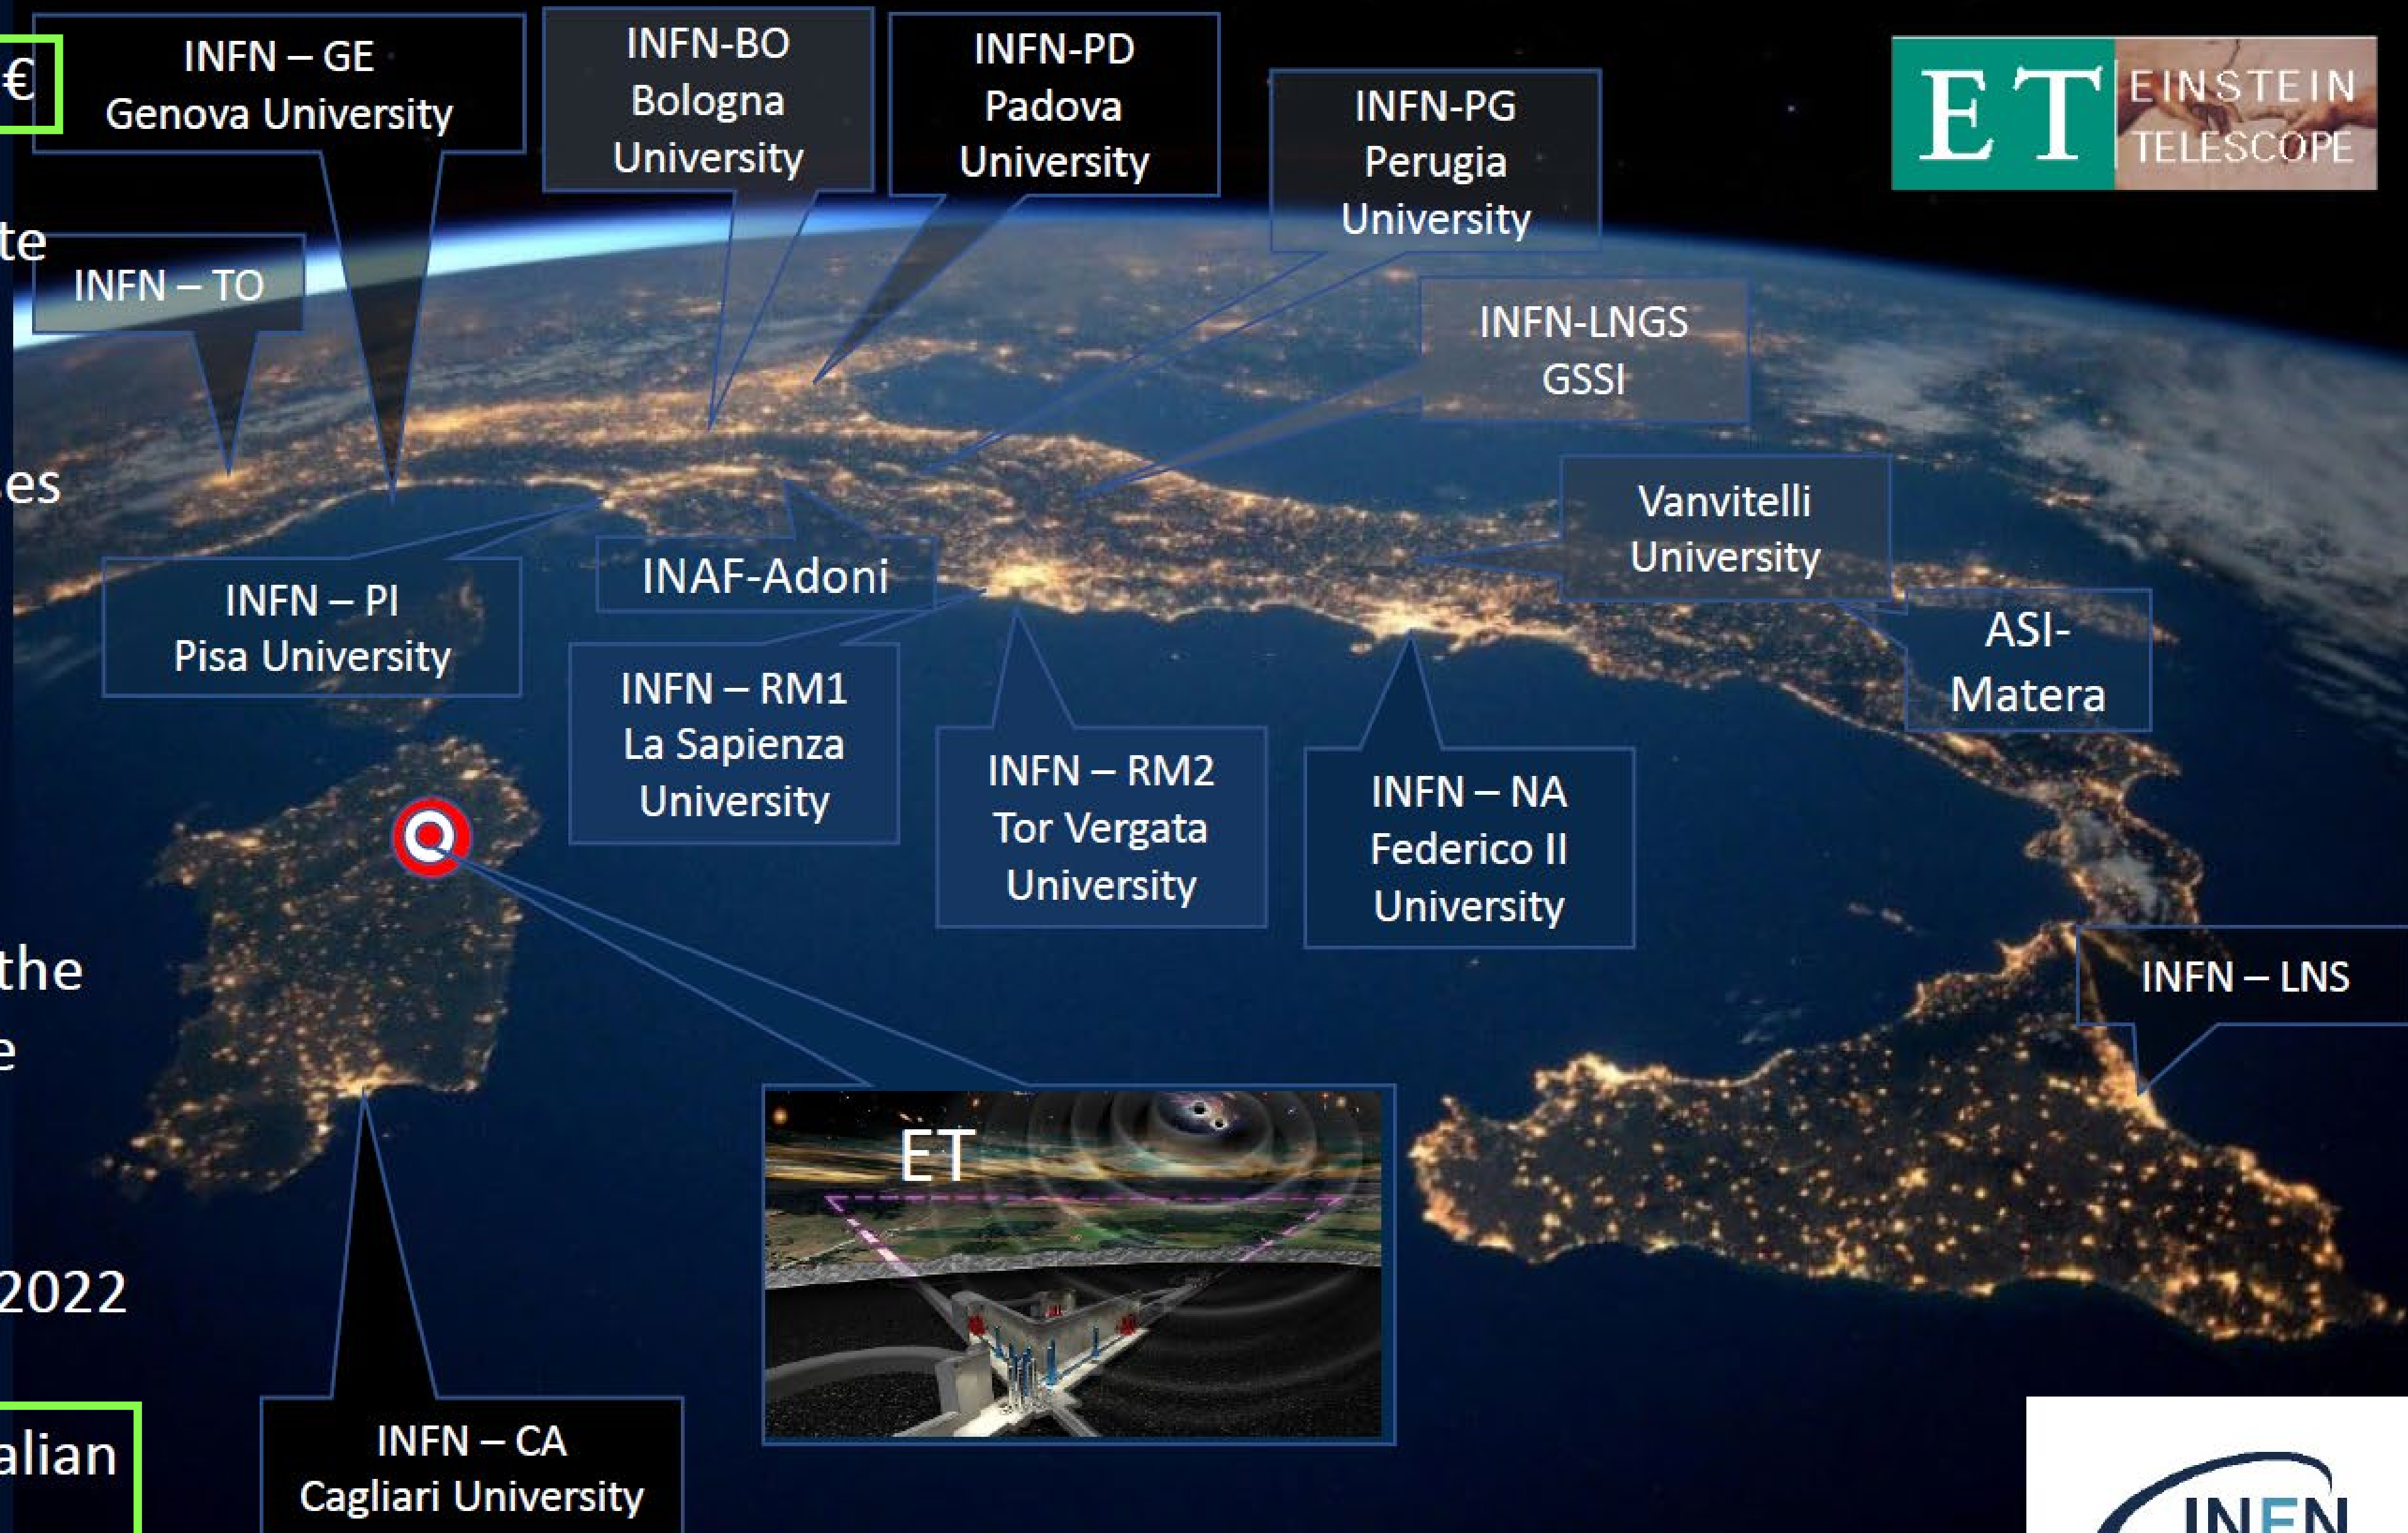 €
te
es
the
e
2022
alian
INFN – GE
Genova University
INFN-BO
Bologna
University
INFN-PD
Padova
University
INFN-PG
Perugia
University
ET
EINSTEIN
TELESCOPE
INFN – TO
INFN-LNGS
GSSI
Vanvitelli
University
INFN – PI
Pisa University
INAF-Adoni
ASI-
Matera
INFN – RM1
La Sapienza
University
INFN – RM2
Tor Vergata
University
INFN – NA
Federico II
University
INFN – LNS
ET
INFN – CA
Cagliari University
INFN